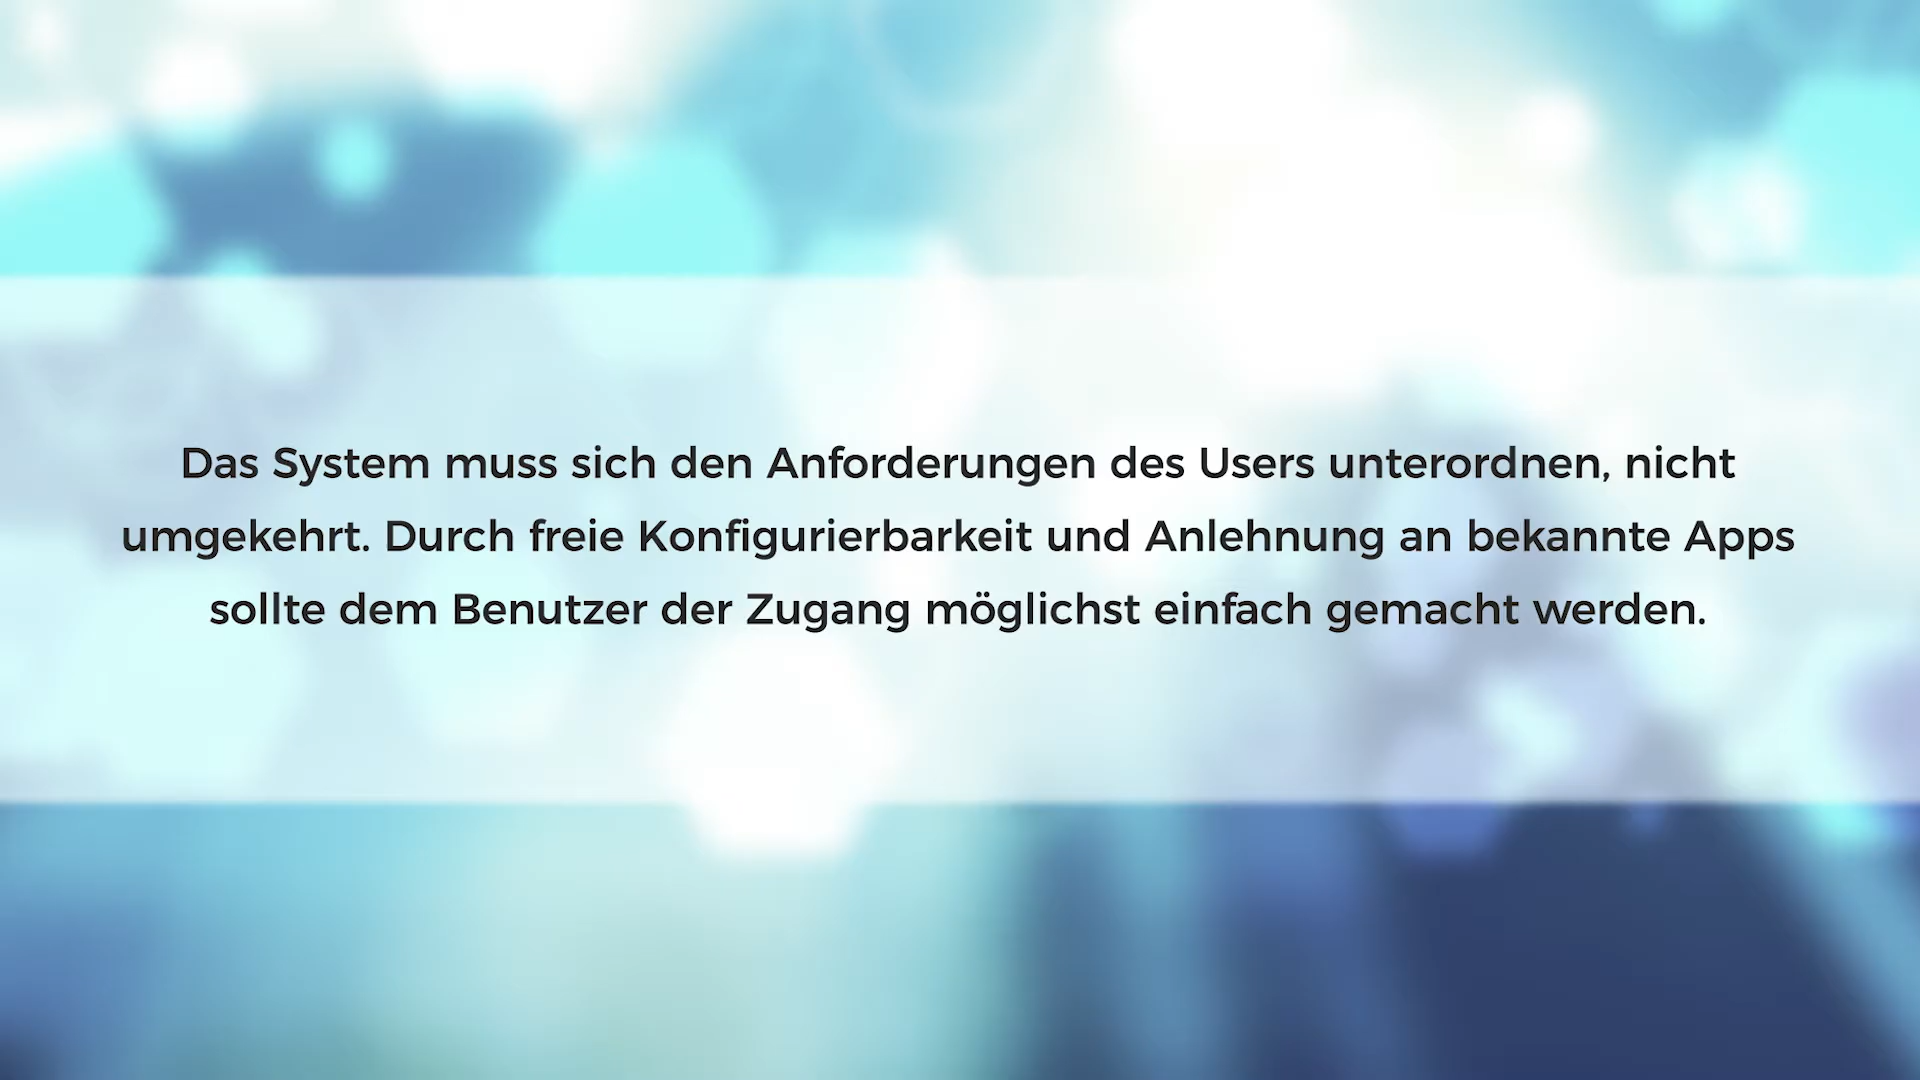 Das System muss sich den Anforderungen des Users unterordnen, nicht
umgekehrt. Durch freie Konfigurierbarkeit und Anlehnung an bekannte Apps
sollte dem Benutzer der Zugang möglichst einfach gemacht werden.